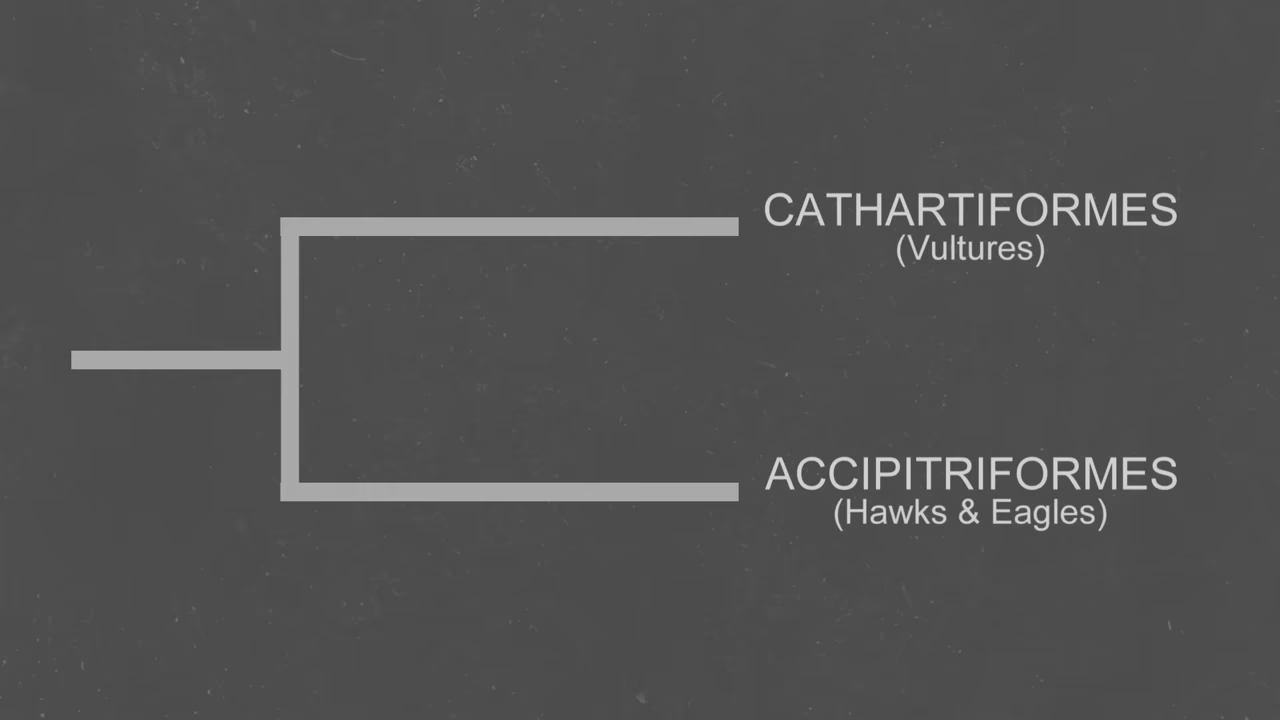 CATHARTIFORMES
(Vultures)
ACCIPITRIFORMES
(Hawks & Eagles)